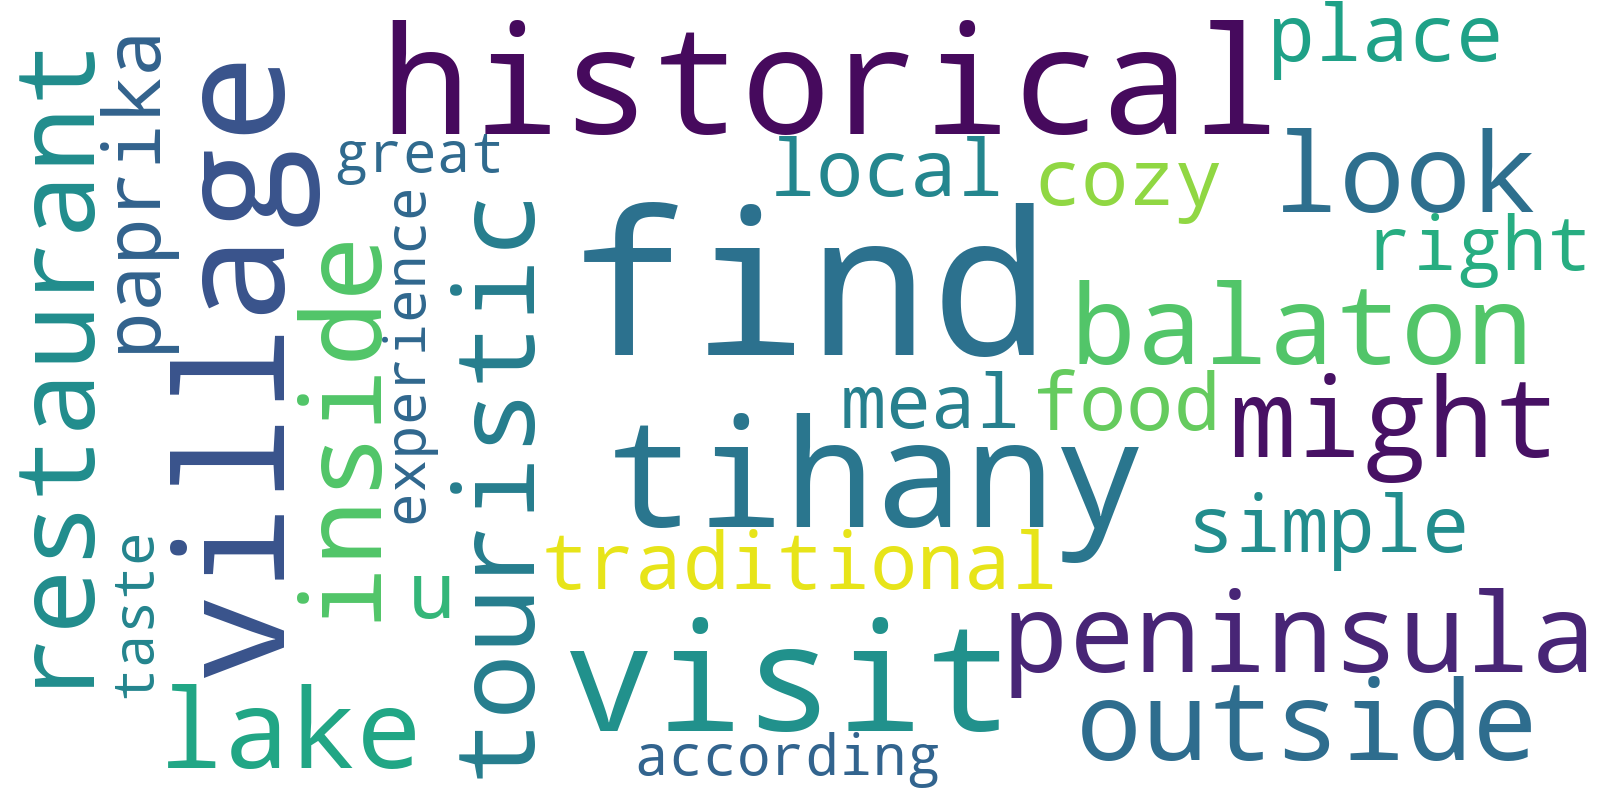 restaurant
paprika
taste
village
lake
inside
great
experience
u
touristic
historical
place
local
cozy
look
right
find
balaton
meal
food
might
tihany
simple
traditional
peninsula
visit
outside
according